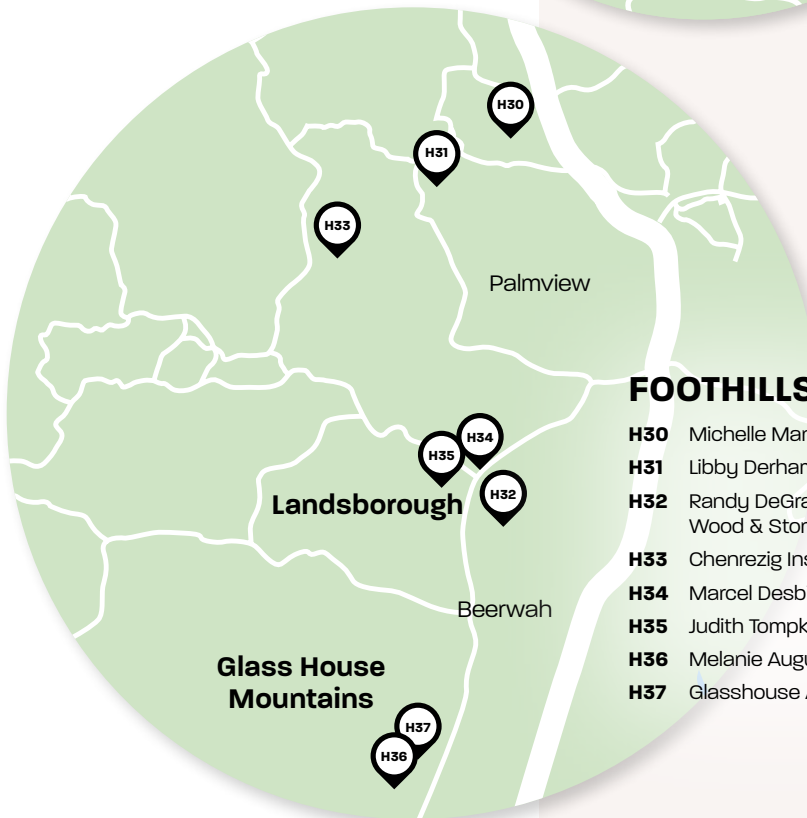 H30
H31
H33
Palmview
H34
H35
H32
Landsborough
Beerwah
Glass House
Mountains
H37
H36
FOOTHILLS
H30 Michelle Mar
H31 Libby Derhan
H32 Randy DeGra
Wood & Ston
H33 Chenrezig Ins
H34 Marcel Desb
H35 Judith Tompk
H36 Melanie Augu
H37 Glasshouse A